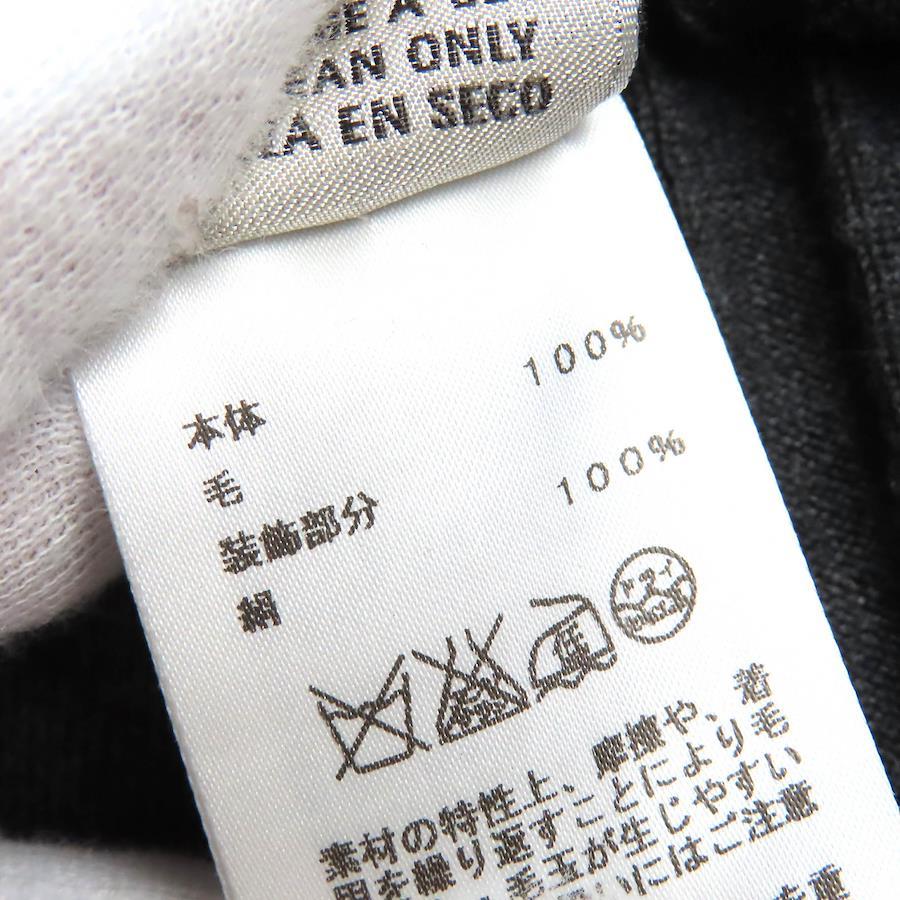 EAN ONLY
LA EN SECO
本体
毛 100%
装飾部分
絹 100%
ドライ
素材の特性上、摩擦や、着
用を繰り返すことにより毛
毛玉が生じやすい
にはご注意